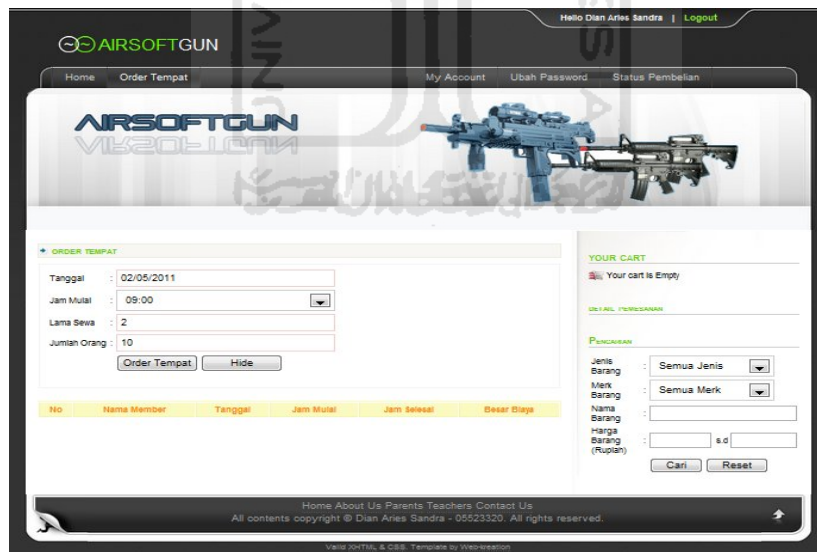 Hello Dian Aries Sandra | Logout
AIRSOFTGUN
Home Order Tempat My Account Ubah Password Status Pembelian
AIRSOFTGUN
ORDER TEMPAT
Tanggal : 02/05/2011
Jam Mulai : 09:00
Lama Sewa : 2
Jumlah Orang : 10
Order Tempat Hide
No Nama Member Tanggal Jam Mulai Jam Selesai Besar Biaya
YOUR CART
Your cart is Empty
DETAIL PEMESANAN
PENCARIAN
Jenis Barang : Semua Jenis
Merk Barang : Semua Merk
Nama Barang :
Harga Barang (Rupiah) : s.d
Cari Reset
Home About Us Parents Teachers Contact Us
All contents copyright © Dian Aries Sandra - 05523320. All rights reserved.
Valid XHTML & CSS. Template by Web-kreation